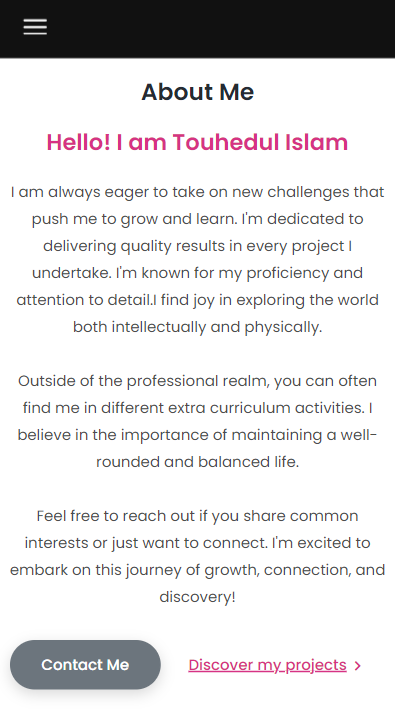 About Me
Hello! I am Touhedul Islam
I am always eager to take on new challenges that
push me to grow and learn. I'm dedicated to
delivering quality results in every project I
undertake. I'm known for my proficiency and
attention to detail.I find joy in exploring the world
both intellectually and physically.
Outside of the professional realm, you can often
find me in different extra curriculum activities. I
believe in the importance of maintaining a well-
rounded and balanced life.
Feel free to reach out if you share common
interests or just want to connect. I'm excited to
embark on this journey of growth, connection, and
discovery!
Contact Me
Discover my projects